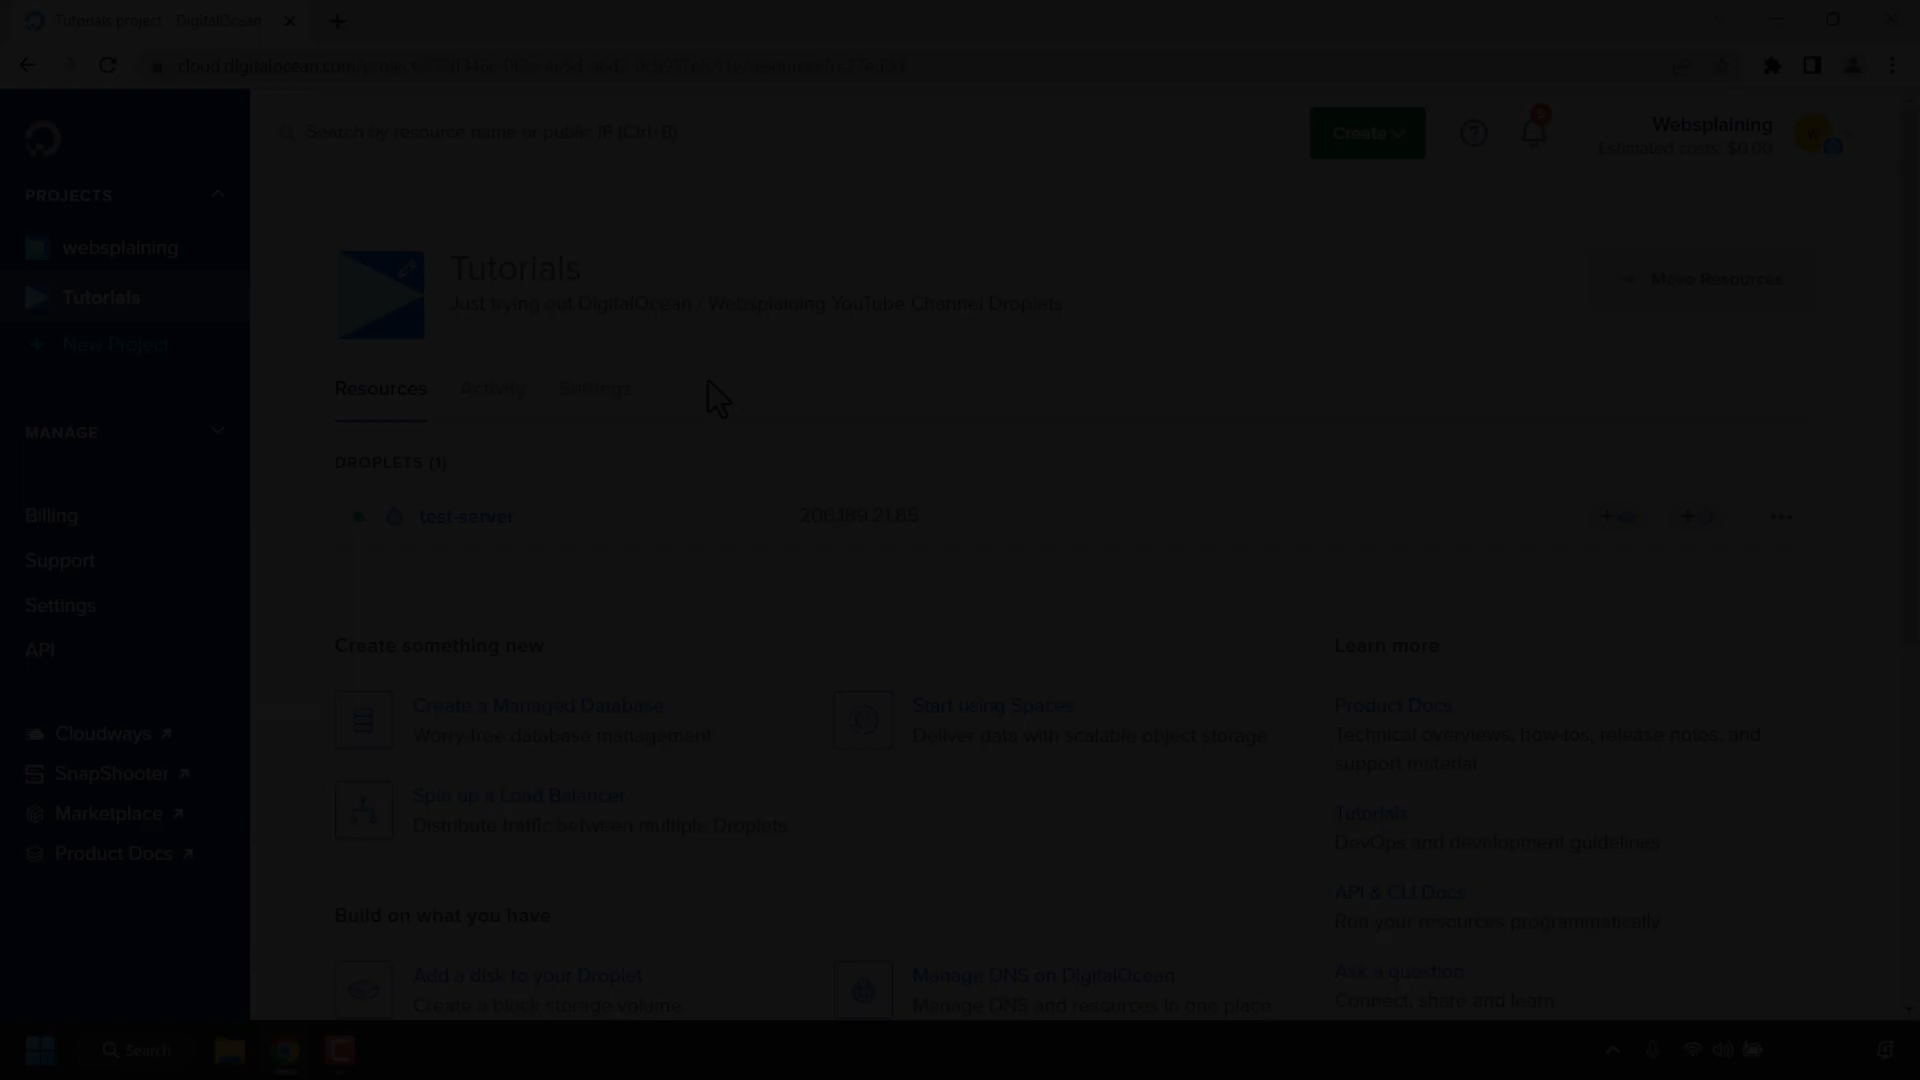 Tutorials project - DigitalOcean
Search by resource name or public IP (Ctrl+B)
Create
Websplaining
Estimated costs: $0.00
PROJECTS
websplaining
Tutorials
New Project
MANAGE
Billing
Support
Settings
API
Cloudways
SnapShooter
Marketplace
Product Docs
Tutorials
Just trying out DigitalOcean / Websplaining YouTube Channel Droplets
Move Resources
Resources
Activity
Settings
DROPLETS (1)
test-server
206.189.21.85
Create something new
Create a Managed Database
Worry-free database management
Start using Spaces
Deliver data with scalable object storage
Spin up a Load Balancer
Distribute traffic between multiple Droplets
Learn more
Product Docs
Technical overviews, how-tos, release notes, and
support material
Tutorials
DevOps and development guidelines
API & CLI Docs
Run your resources programmatically
Ask a question
Connect, share and learn
Build on what you have
Add a disk to your Droplet
Create a block storage volume.
Manage DNS on DigitalOcean
Manage DNS and resources in one place
Search